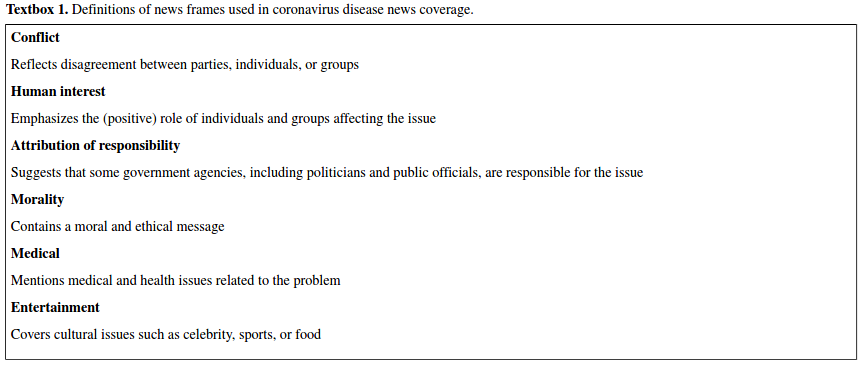 Textbox 1. Definitions of news frames used in coronavirus disease news coverage.
Conflict
Reflects disagreement between parties, individuals, or groups
Human interest
Emphasizes the (positive) role of individuals and groups affecting the issue
Attribution of responsibility
Suggests that some government agencies, including politicians and public officials, are responsible for the issue
Morality
Contains a moral and ethical message
Medical
Mentions medical and health issues related to the problem
Entertainment
Covers cultural issues such as celebrity, sports, or food